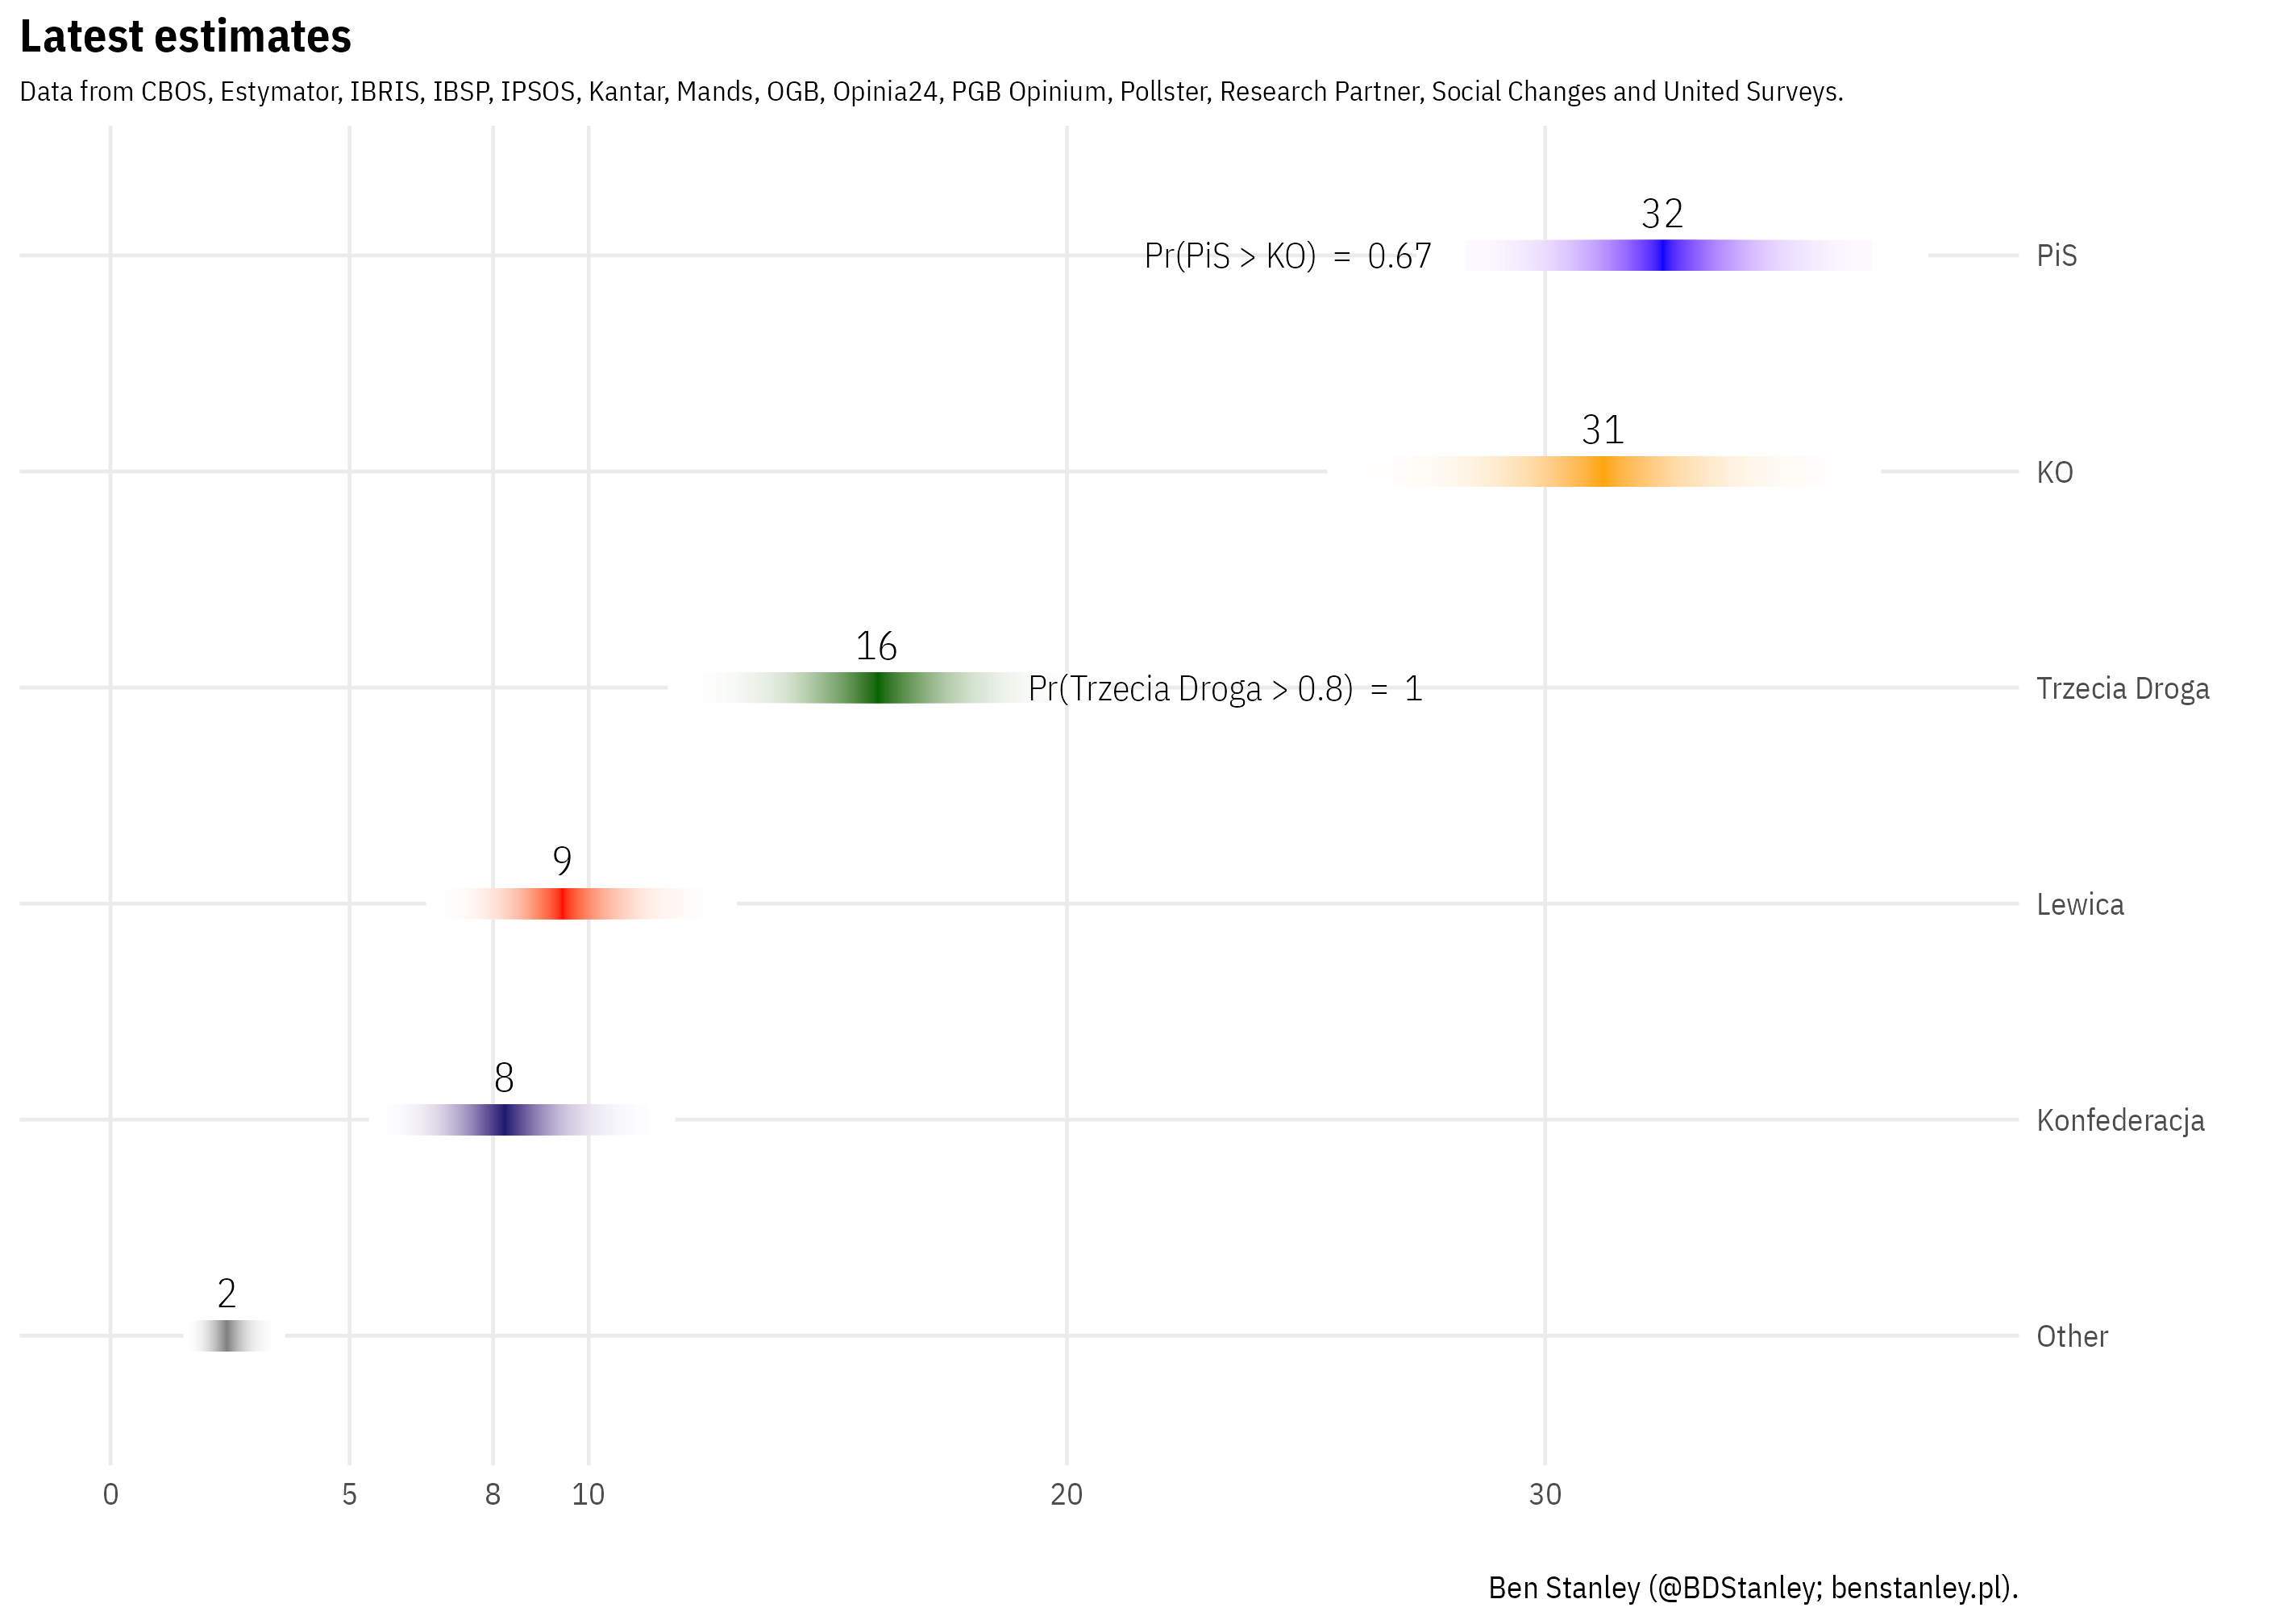 Latest estimates
Data from CBOS, Estymator, IBRIS, IBSP, IPSOS, Kantar, Mands, OGB, Opinia24, PGB Opinium, Pollster, Research Partner, Social Changes and United Surveys.
32
Pr(PiS > KO) = 0.67
PiS
31
KO
16
Pr(Trzecia Droga > 0.8) = 1
Trzecia Droga
9
Lewica
8
Konfederacja
2
Other
0 5 8 10 20 30
Ben Stanley (@BDStanley; benstanley.pl).